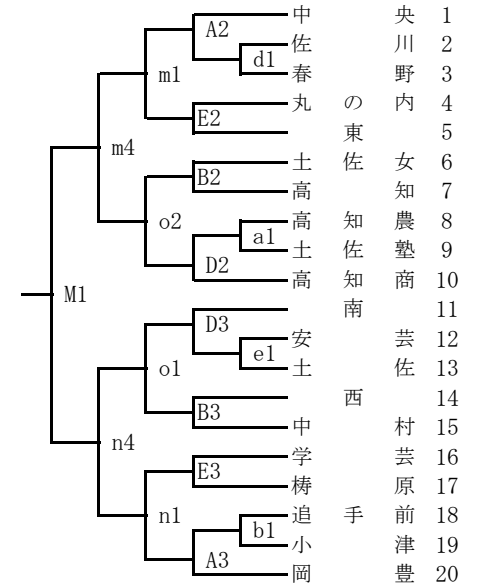 中央 1
A2
佐川 2
d1
春野 3
m1
丸の内 4
E2
東 5
m4
土佐女 6
B2
高知 7
o2
高知農 8
a1
土佐塾 9
D2
高知商 10
M1
南 11
D3
安芸 12
e1
土佐 13
o1
西 14
B3
中村 15
n4
学芸 16
E3
梼原 17
n1
追手前 18
b1
小津 19
A3
岡豊 20